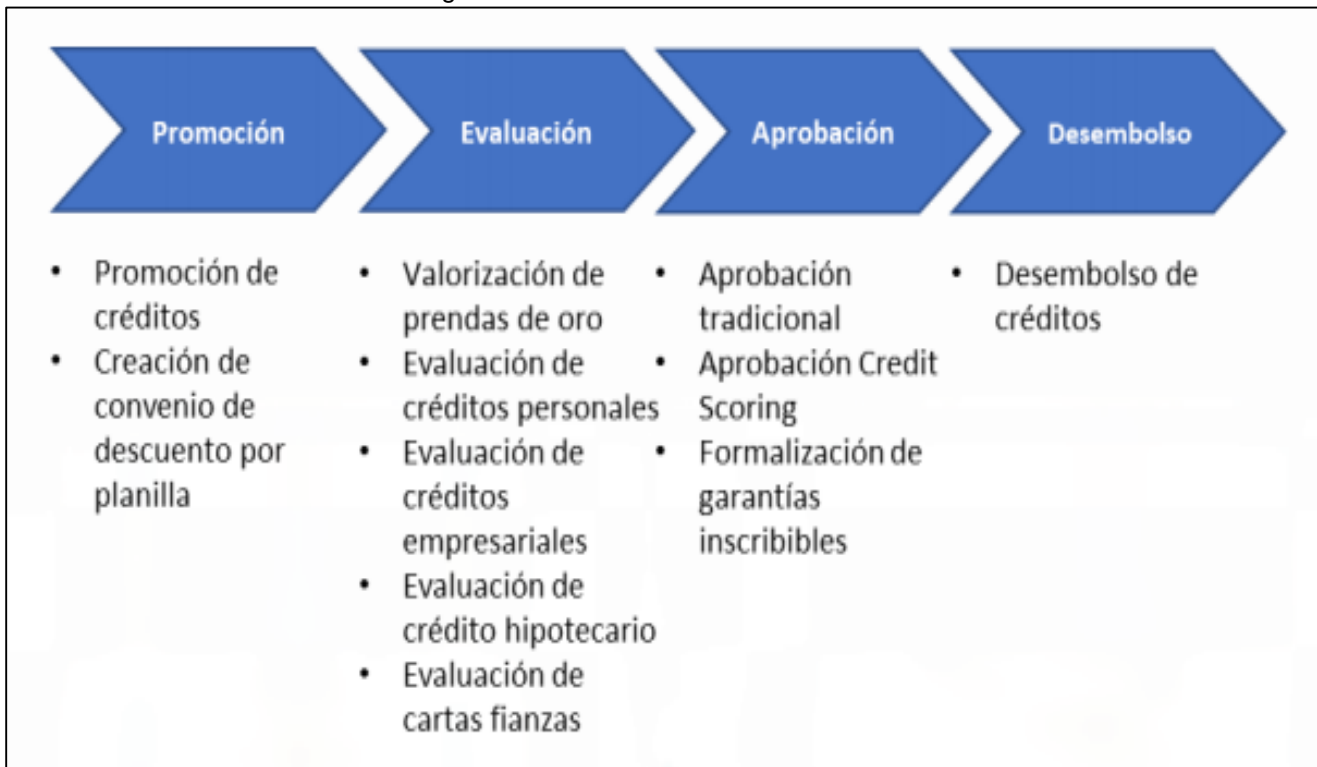 Promoción
Evaluación
Aprobación
Desembolso
• Promoción de
créditos
• Creación de
convenio de
descuento por
planilla
• Valorización de
prendas de oro
• Evaluación de
créditos personales
• Evaluación de
créditos
empresariales
• Evaluación de
crédito hipotecario
• Evaluación de
cartas fianzas
• Aprobación
tradicional
• Aprobación Credit
Scoring
• Formalización de
garantías
inscribibles
• Desembolso de
créditos